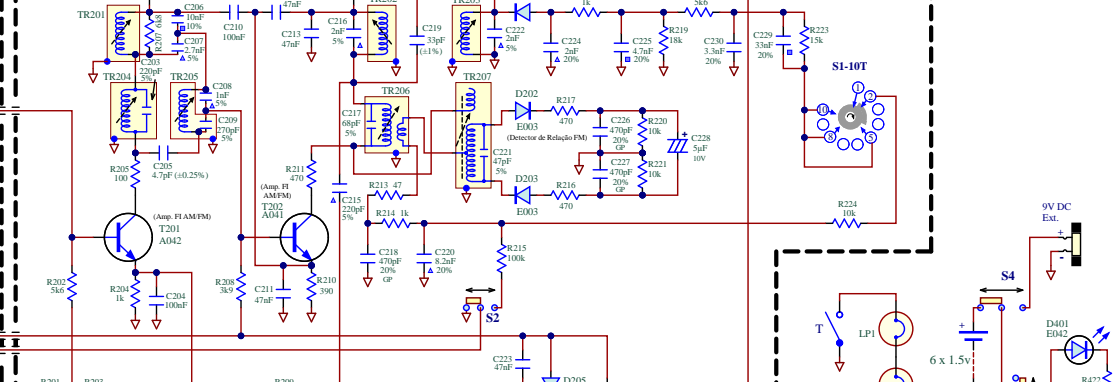 TR201
R207 6k8
C206
10nF
10%
C207
2.7nF
5%
C210
100nF
47nF
C213
47nF
C216
2nF
5%
C219
33pF
(±1%)
C222
2nF
5%
1k
C224
2nF
20%
C225
4.7nF
20%
R219
18k
5k6
C230
3.3nF
20%
C229
33nF
20%
R223
15k
S1-10T
1
2
10
8
5
TR204
C203
220pF
5%
TR205
C208
1nF
5%
C209
270pF
5%
R205
100
C205
4.7pF (±0.25%)
TR206
C217
68pF
5%
TR207
C221
47pF
5%
D202
E003
R217
470
(Detector de Relação FM)
C226
470pF
20%
GP
R220
10k
C227
470pF
20%
GP
R221
10k
C228
5µF
10V
D203
E003
R216
470
R211
470
(Amp. FI
AM/FM)
T202
A041
C215
220pF
5%
R213 47
R214 1k
(Amp. FI AM/FM)
T201
A042
C218
470pF
20%
GP
C220
8.2nF
20%
R215
100k
R224
10k
9V DC
Ext.
+
-
R202
5k6
R204
1k
C204
100nF
R208
3k9
C211
47nF
R210
390
S2
S4
T
LP1
+
6 x 1.5v
D401
E042
C223
47nF
D205
R422